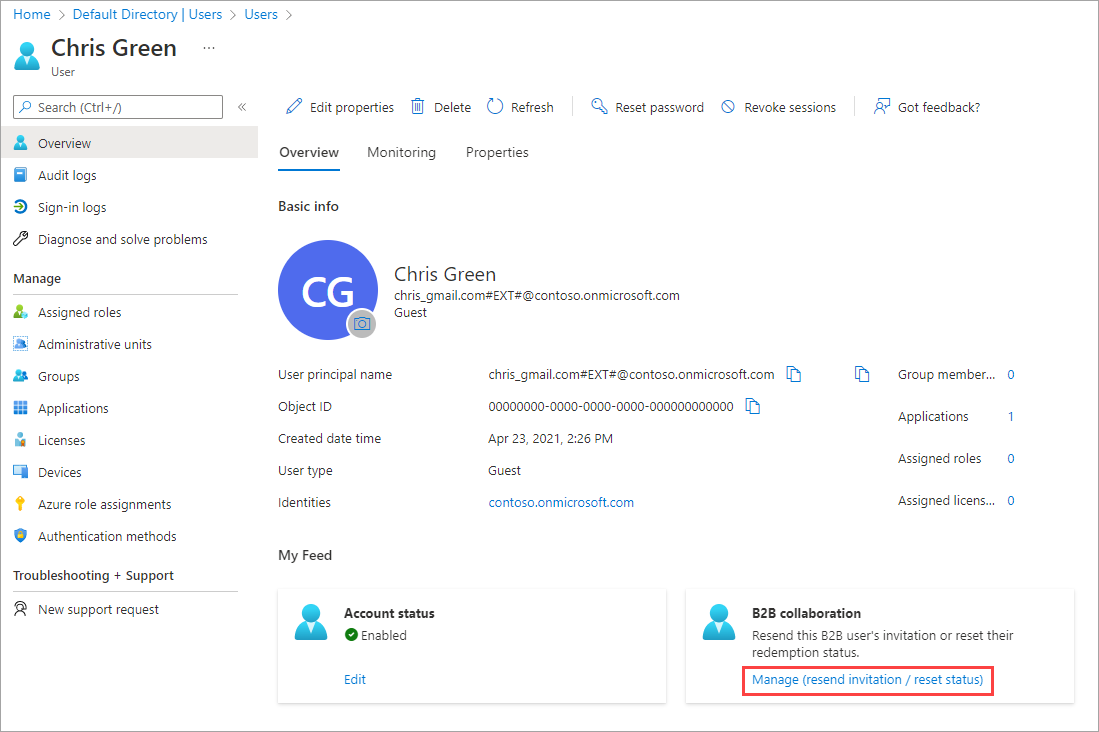 Home > Default Directory | Users > Users >
Chris Green ...
User
Search (Ctrl+/) «
Overview
Audit logs
Sign-in logs
Diagnose and solve problems
Manage
Assigned roles
Administrative units
Groups
Applications
Licenses
Devices
Azure role assignments
Authentication methods
Troubleshooting + Support
New support request
Edit properties Delete Refresh Reset password Revoke sessions Got feedback?
Overview Monitoring Properties
Basic info
CG
Chris Green
chris_gmail.com#EXT#@contoso.onmicrosoft.com
Guest
User principal name chris_gmail.com#EXT#@contoso.onmicrosoft.com
Object ID 00000000-0000-0000-0000-000000000000
Created date time Apr 23, 2021, 2:26 PM
User type Guest
Identities contoso.onmicrosoft.com
Group member... 0
Applications 1
Assigned roles 0
Assigned licens... 0
My Feed
Account status
Enabled
Edit
B2B collaboration
Resend this B2B user's invitation or reset their
redemption status.
Manage (resend invitation / reset status)